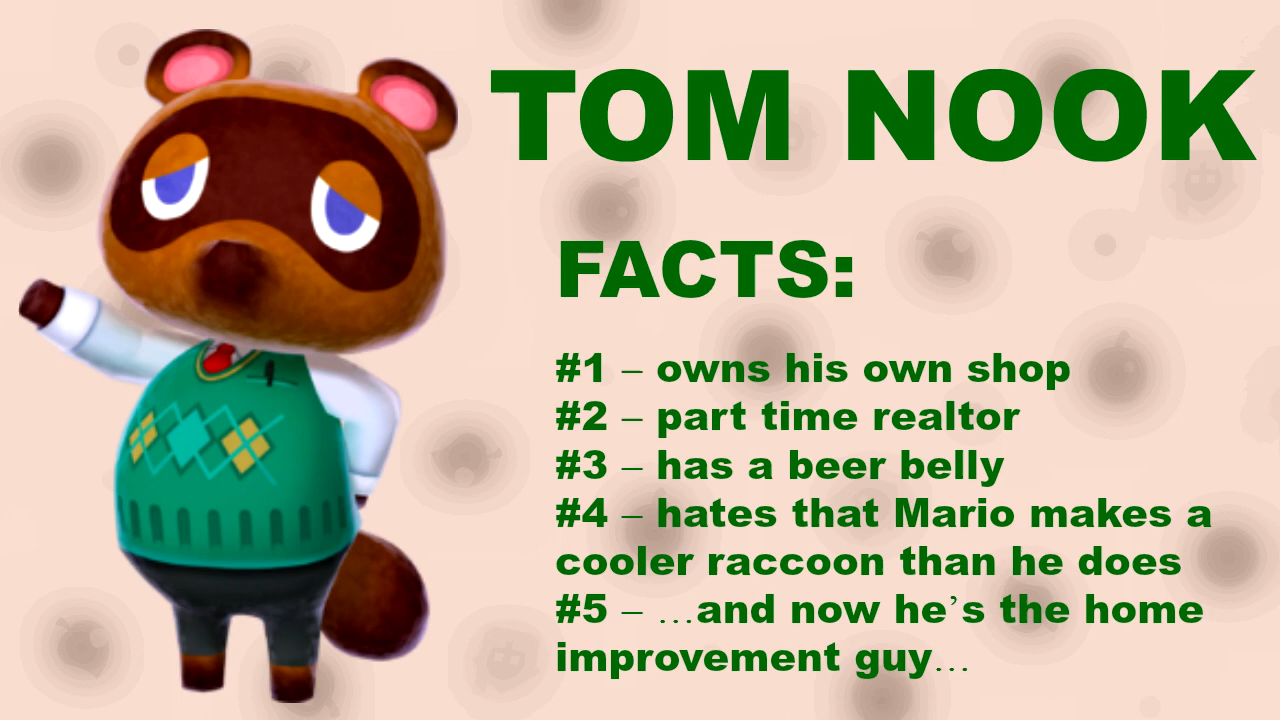 TOM NOOK
FACTS:
#1 – owns his own shop
#2 – part time realtor
#3 – has a beer belly
#4 – hates that Mario makes a
cooler raccoon than he does
#5 – …and now he’s the home
improvement guy…